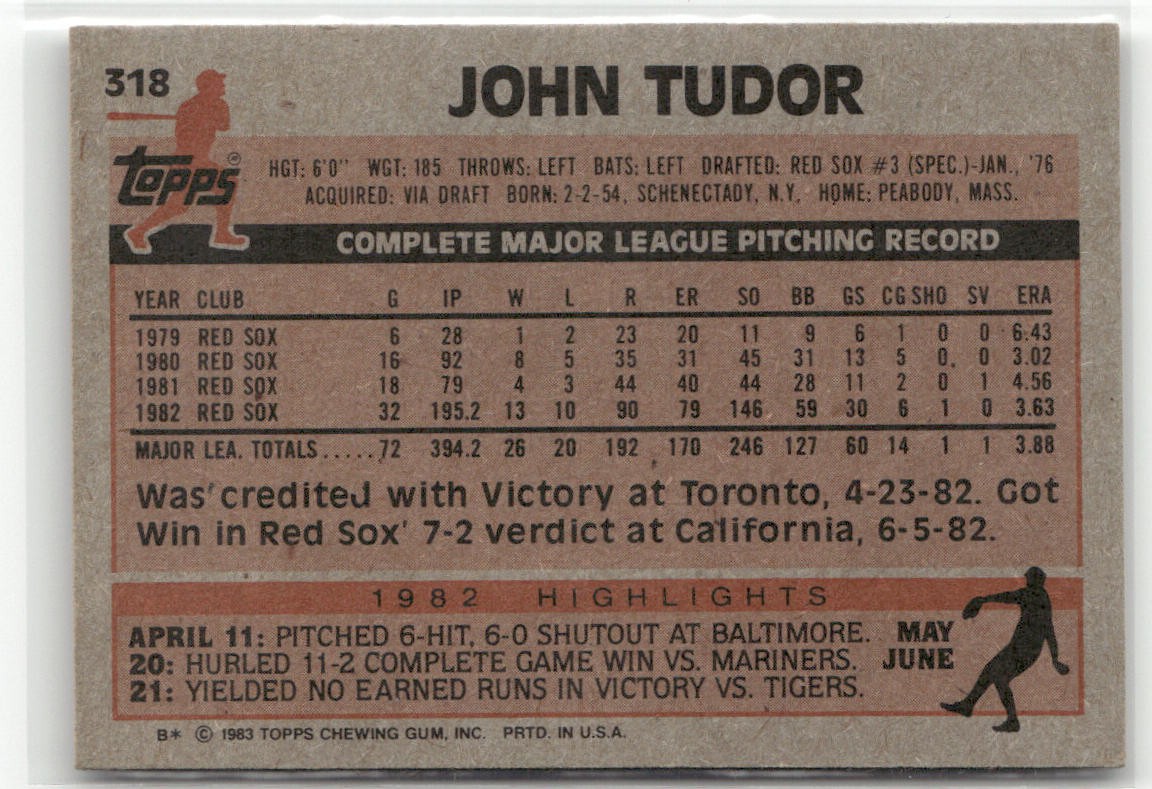 318
JOHN TUDOR
Topps ®
HGT: 6'0" WGT: 185 THROWS: LEFT BATS: LEFT DRAFTED: RED SOX #3 (SPEC.)-JAN., '76
ACQUIRED: VIA DRAFT BORN: 2-2-54, SCHENECTADY, N.Y. HOME: PEABODY, MASS.
COMPLETE MAJOR LEAGUE PITCHING RECORD
YEAR CLUB G IP W L R ER SO BB GS CG SHO SV ERA
1979 RED SOX 6 28 1 2 23 20 11 9 6 1 0 0 6.43
1980 RED SOX 16 92 8 5 35 31 45 31 13 5 0 0 3.02
1981 RED SOX 18 79 4 3 44 40 44 28 11 2 0 1 4.56
1982 RED SOX 32 195.2 13 10 90 79 146 59 30 6 1 0 3.63
MAJOR LEA. TOTALS.....72 394.2 26 20 192 170 246 127 60 14 1 1 3.88
Was credited with Victory at Toronto, 4-23-82. Got
Win in Red Sox' 7-2 verdict at California, 6-5-82.
1982 HIGHLIGHTS
APRIL 11: PITCHED 6-HIT, 6-0 SHUTOUT AT BALTIMORE. MAY
20: HURLED 11-2 COMPLETE GAME WIN VS. MARINERS. JUNE
21: YIELDED NO EARNED RUNS IN VICTORY VS. TIGERS.
B* © 1983 TOPPS CHEWING GUM, INC. PRTD. IN U.S.A.